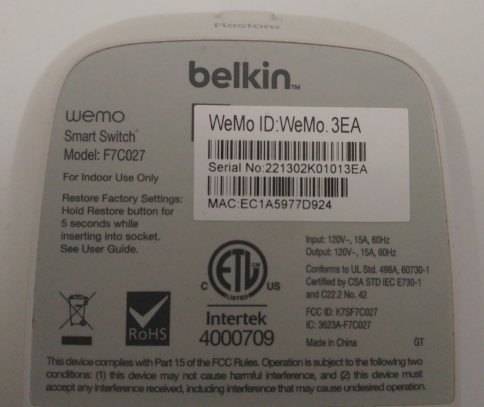 Restore
belkin™
wemo
Smart Switch
Model: F7C027
For Indoor Use Only
Restore Factory Settings:
Hold Restore button for
5 seconds while
inserting into socket.
See User Guide.
WeMo ID:WeMo.3EA
Serial No:221302K01013EA
MAC:EC1A5977D924
C ETL US
LISTED
Intertek
4000709
RoHS
Input: 120V~, 15A, 60Hz
Output: 120V~, 15A, 60Hz
Conforms to UL Std. 498A, 60730-1
Certified by CSA STD IEC E730-1
and C22.2 No. 42
FCC ID: K7SF7C027
IC: 3623A-F7C027
Made in China GT
This device complies with Part 15 of the FCC Rules. Operation is subject to the following two
conditions: (1) this device may not cause harmful interference, and (2) this device must
accept any interference received, including interference that may cause undesired operation.